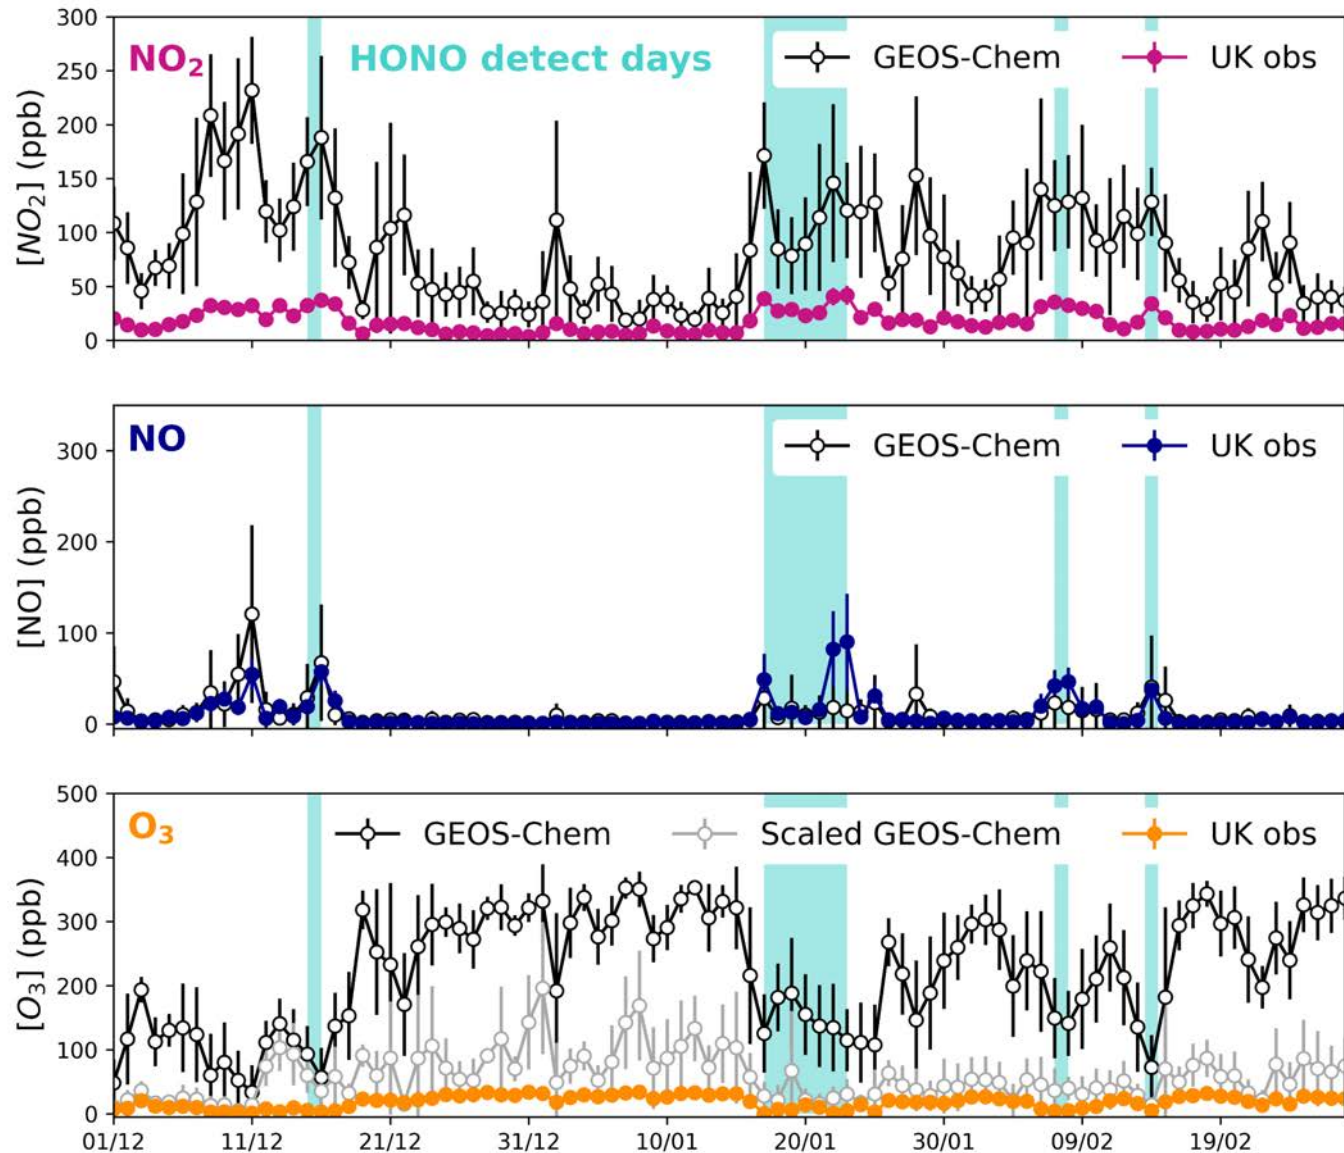 NO₂ HONO detect days GEOS-Chem UK obs
[NO₂] (ppb)
300
250
200
150
100
50
0
NO GEOS-Chem UK obs
[NO] (ppb)
300
200
100
0
O₃ GEOS-Chem Scaled GEOS-Chem UK obs
[O₃] (ppb)
500
400
300
200
100
0
01/12 11/12 21/12 31/12 10/01 20/01 30/01 09/02 19/02